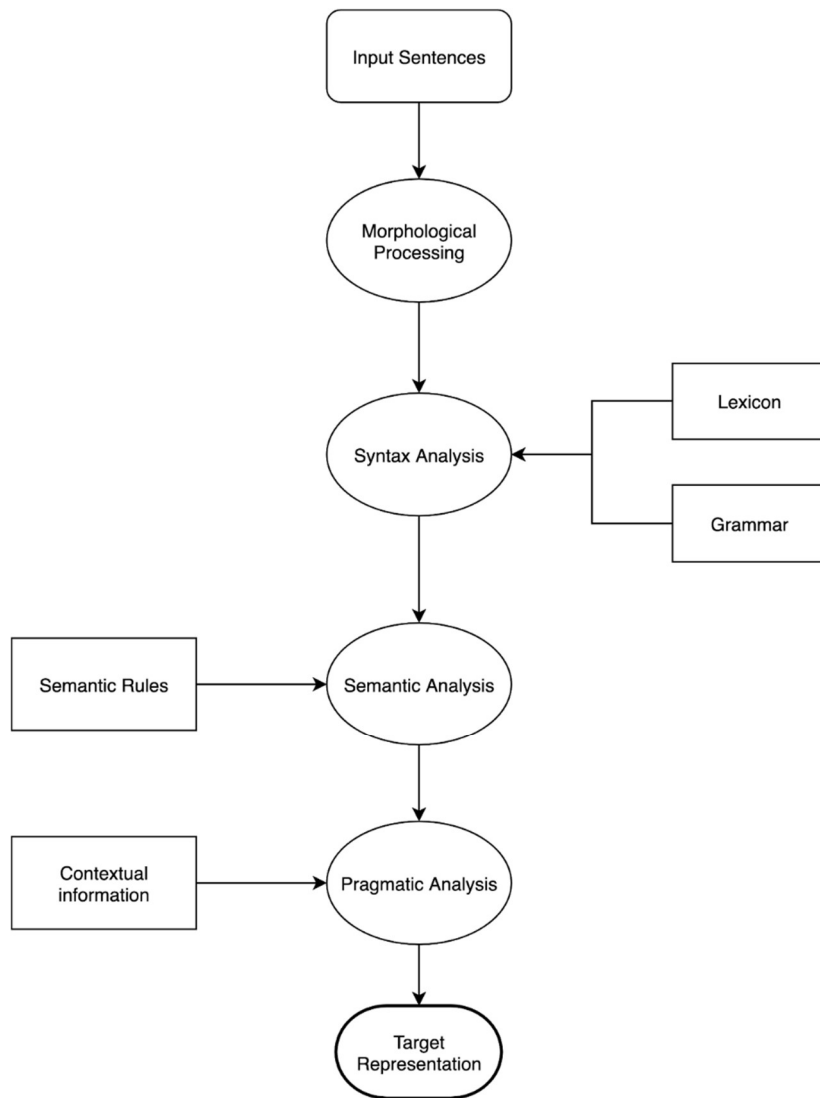 Input Sentences
Morphological
Processing
Lexicon
Syntax Analysis
Grammar
Semantic Rules
Semantic Analysis
Contextual
information
Pragmatic Analysis
Target
Representation